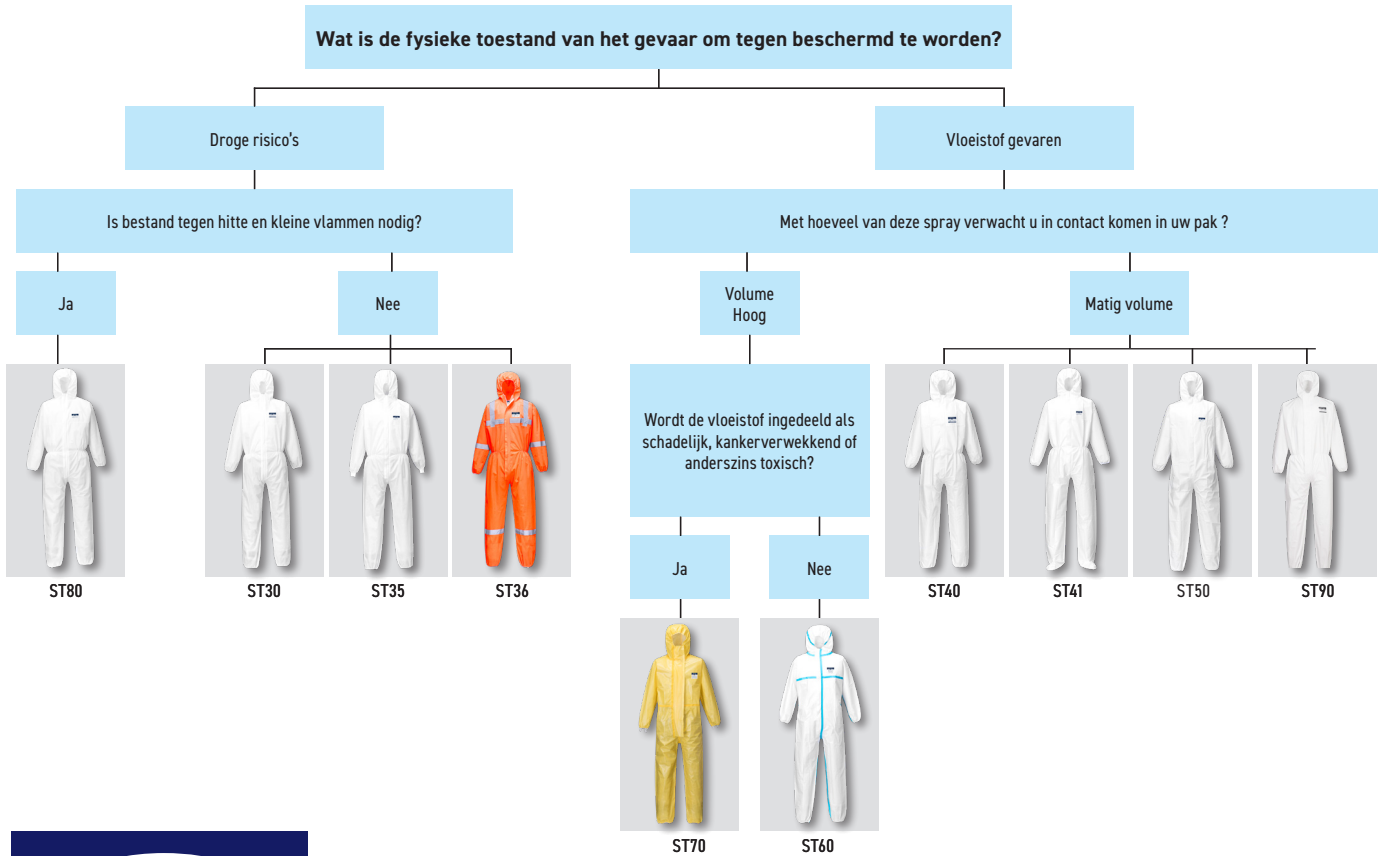 Wat is de fysieke toestand van het gevaar om tegen beschermd te worden?
Droge risico's
Vloeistof gevaren
Is bestand tegen hitte en kleine vlammen nodig?
Met hoeveel van deze spray verwacht u in contact komen in uw pak ?
Ja
Nee
Volume
Hoog
Matig volume
Wordt de vloeistof ingedeeld als
schadelijk, kankerverwekkend of
anderszins toxisch?
ST80
ST30
ST35
ST36
Ja
Nee
ST40
ST41
ST50
ST90
ST70
ST60